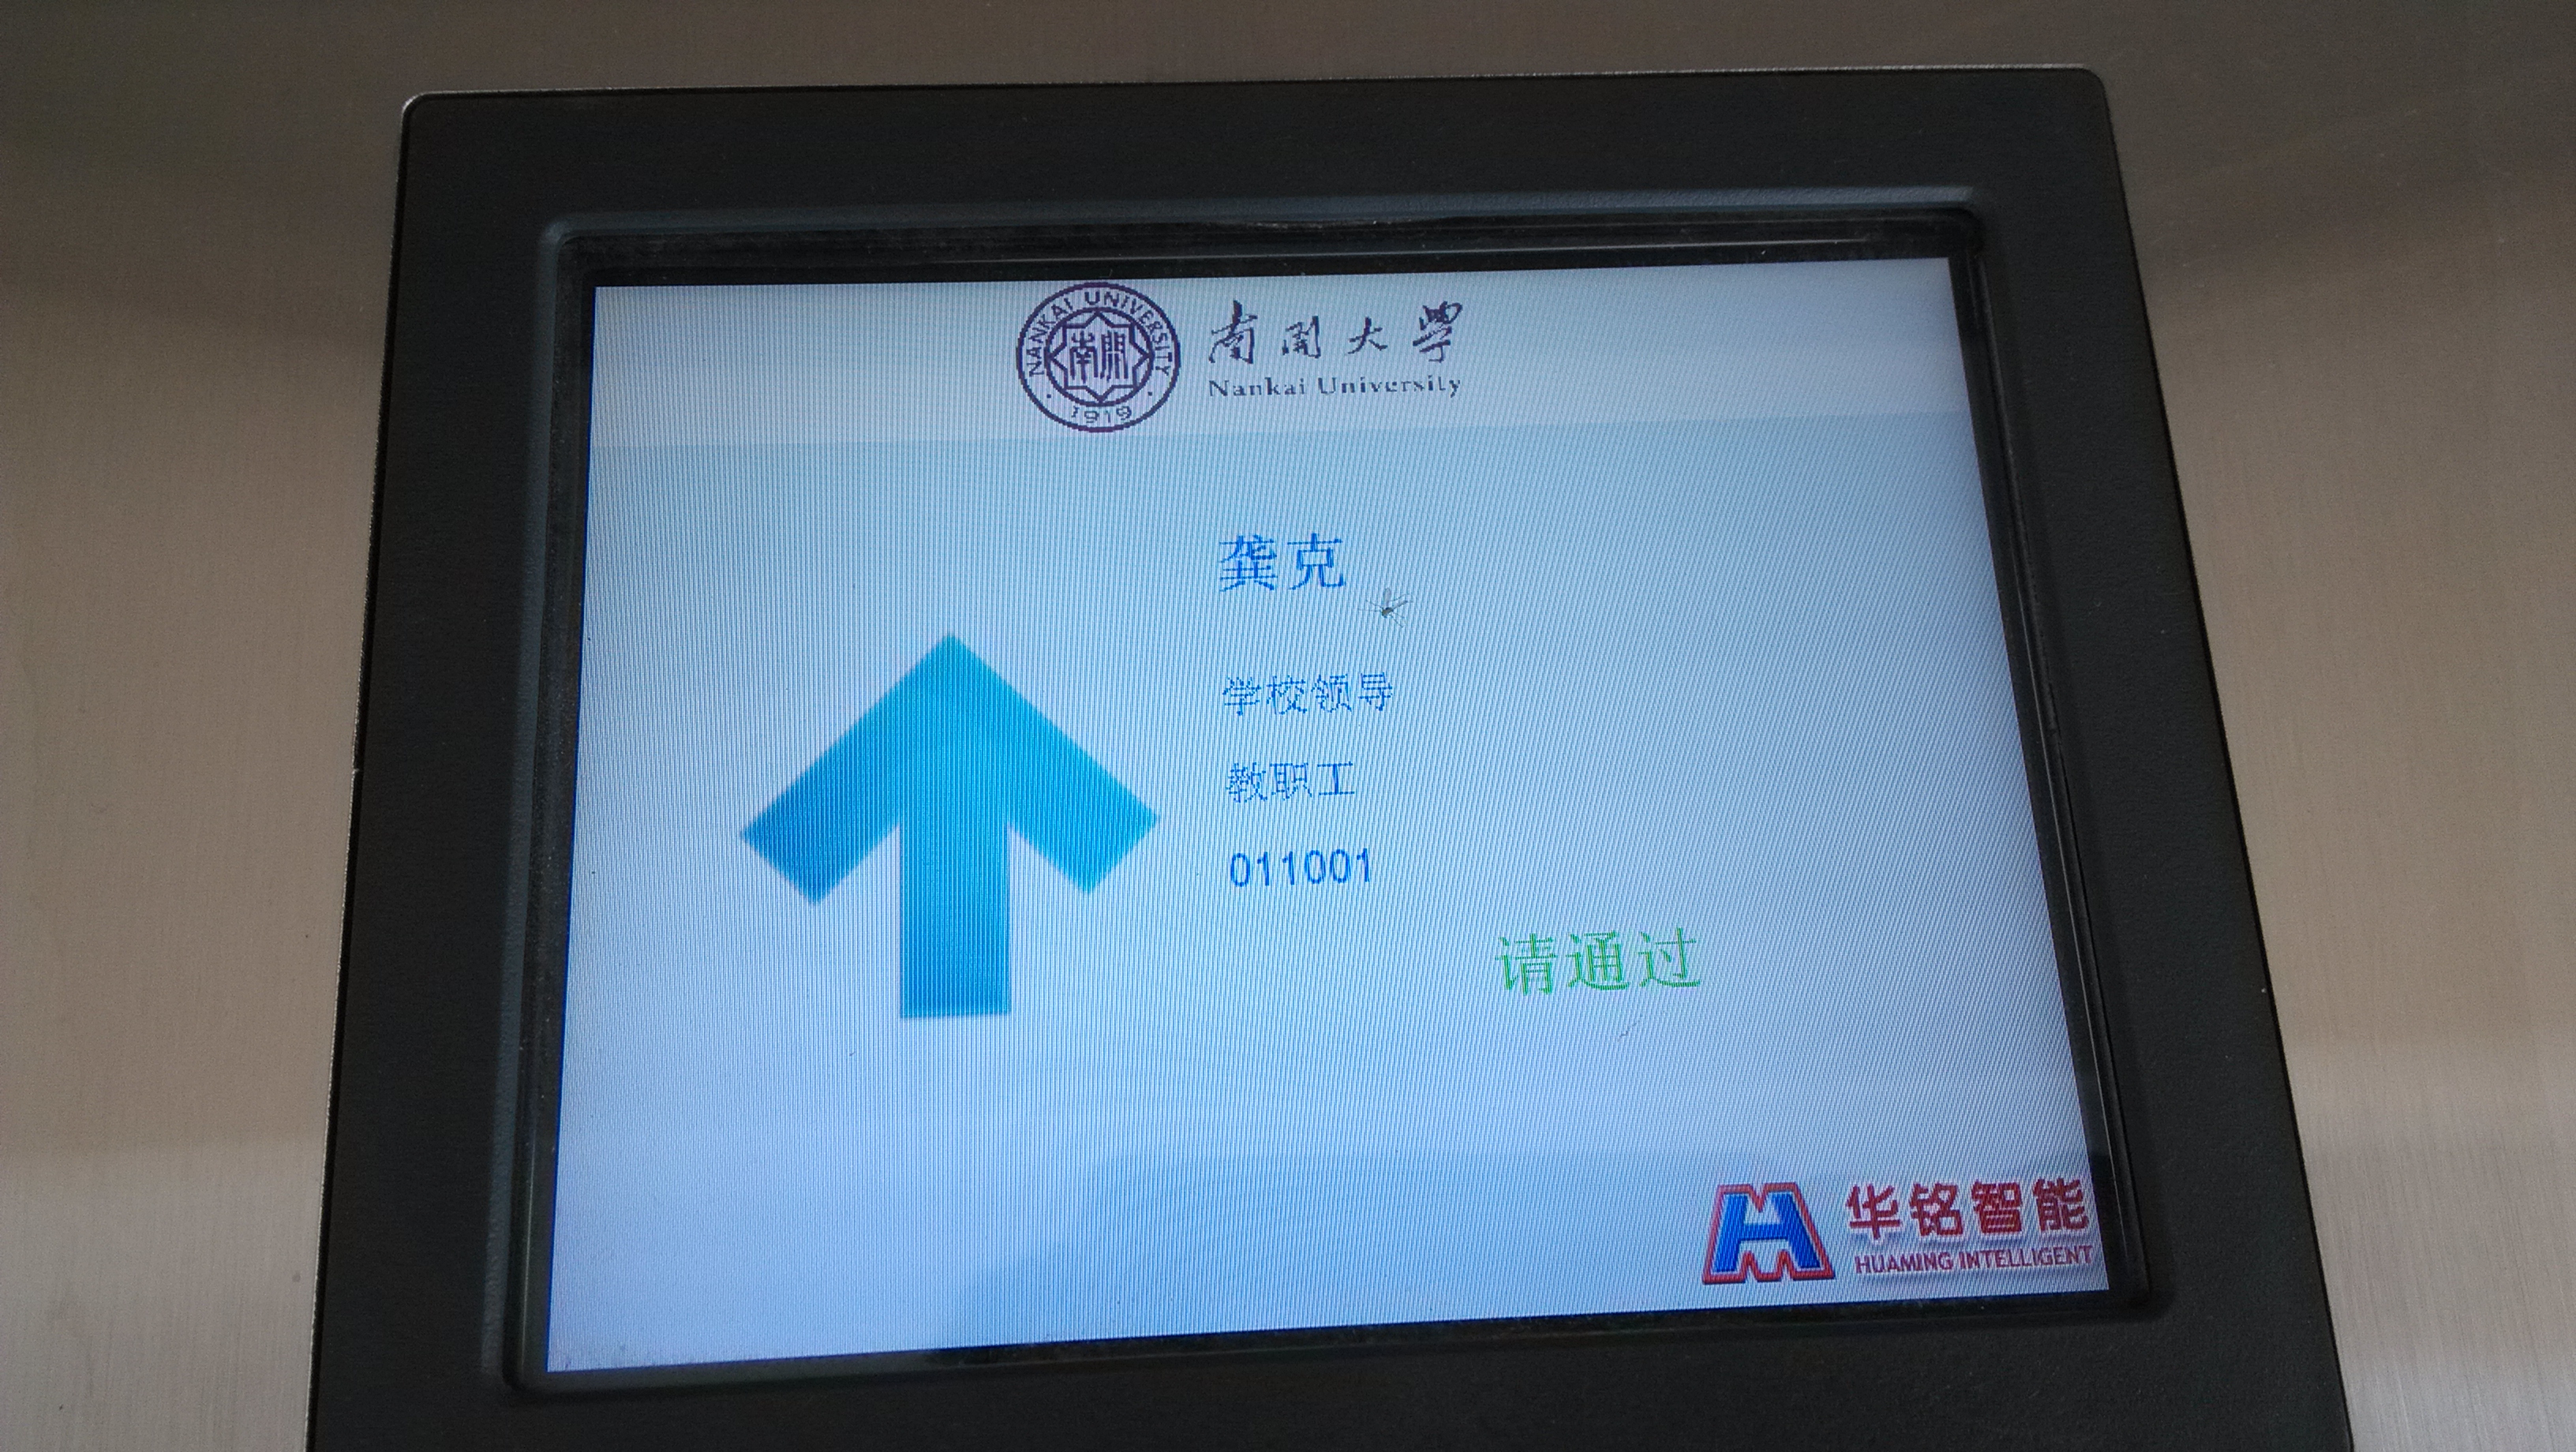 NANKAI UNIVERSITY
南開
1919
南開大學
Nankai University
龚克
学校领导
教职工
011001
请通过
华铭智能
HUAMING INTELLIGENT